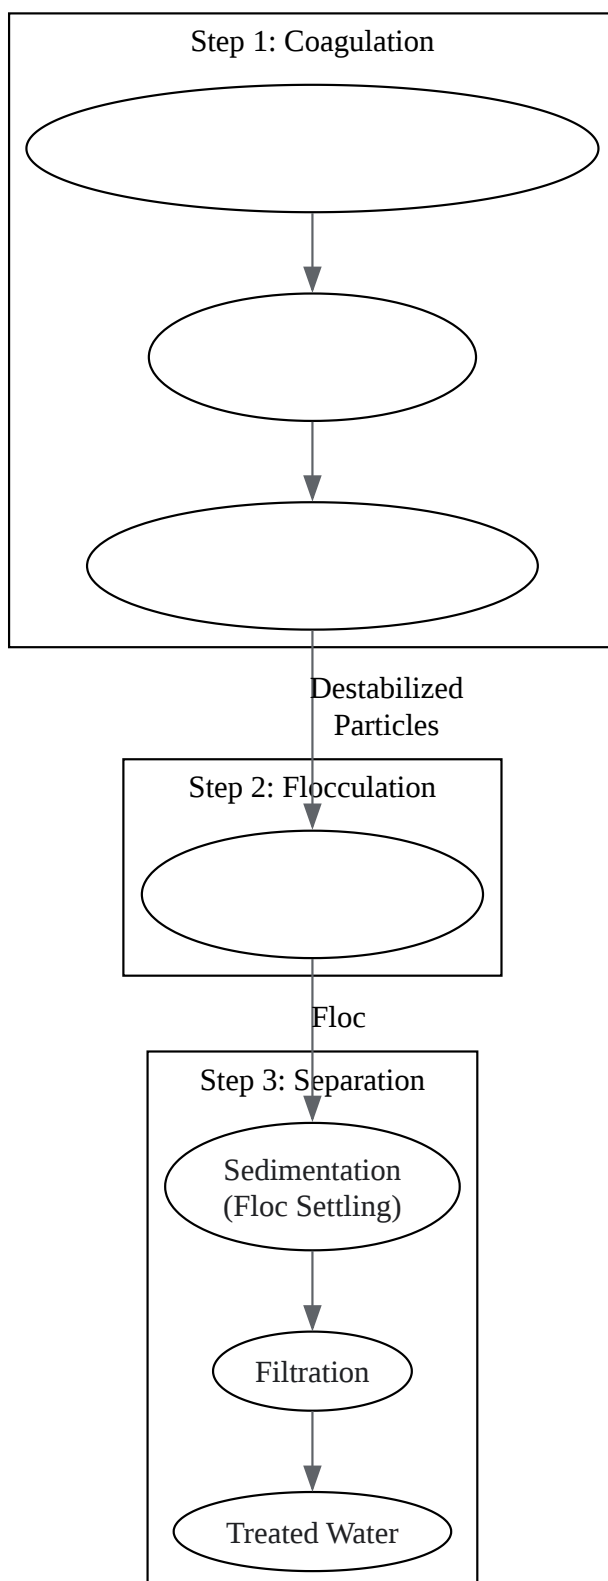 Step 1: Coagulation
Destabilized
Particles
Step 2: Flocculation
Floc
Step 3: Separation
Sedimentation
(Floc Settling)
Filtration
Treated Water